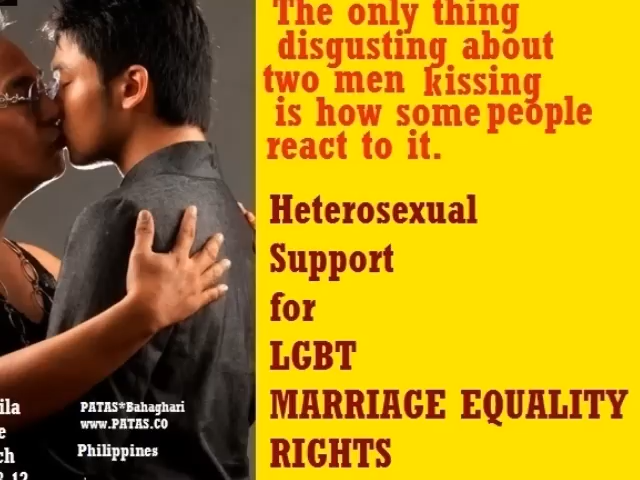 The only thing
disgusting about
two men kissing
is how some people
react to it.
Heterosexual
Support
for
LGBT
MARRIAGE EQUALITY
RIGHTS
PATAS*Bahaghari
www.PATAS.CO
Philippines